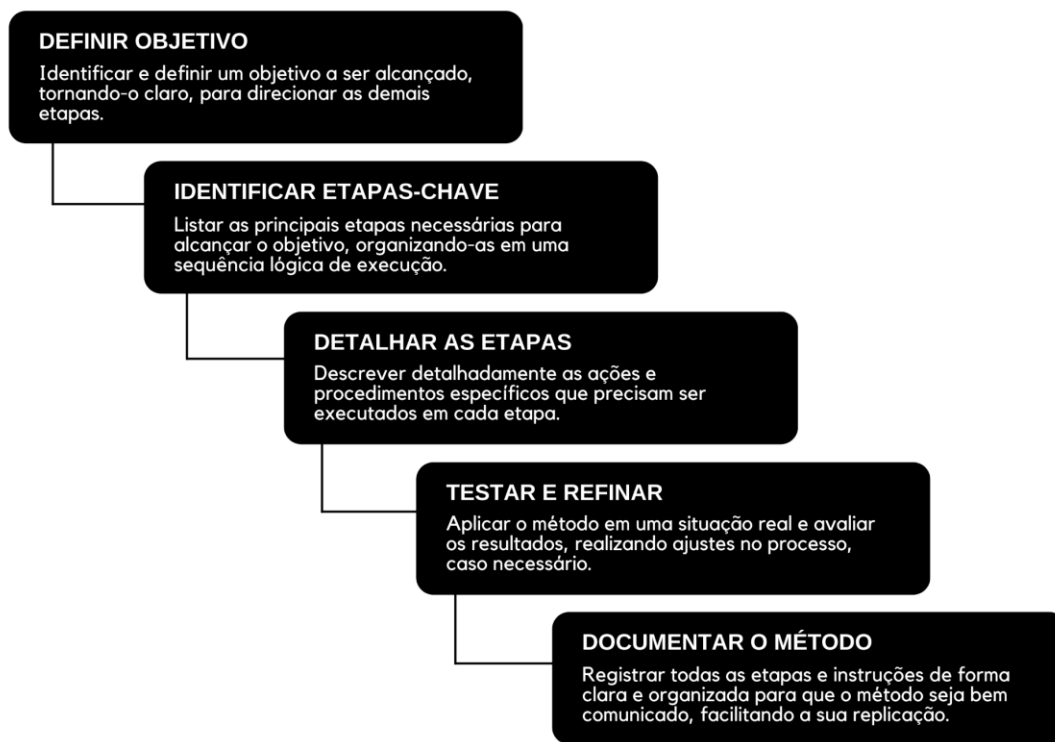 DEFINIR OBJETIVO
Identificar e definir um objetivo a ser alcançado,
tornando-o claro, para direcionar as demais
etapas.
IDENTIFICAR ETAPAS-CHAVE
Listar as principais etapas necessárias para
alcançar o objetivo, organizando-as em uma
sequência lógica de execução.
DETALHAR AS ETAPAS
Descrever detalhadamente as ações e
procedimentos específicos que precisam ser
executados em cada etapa.
TESTAR E REFINAR
Aplicar o método em uma situação real e avaliar
os resultados, realizando ajustes no processo,
caso necessário.
DOCUMENTAR O MÉTODO
Registrar todas as etapas e instruções de forma
clara e organizada para que o método seja bem
comunicado, facilitando a sua replicação.